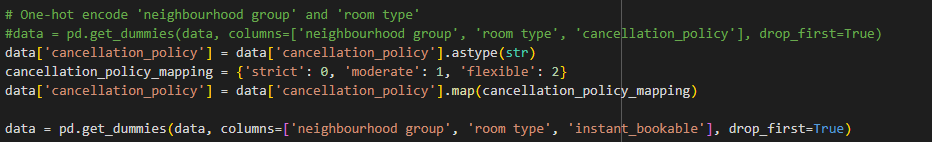 # One-hot encode 'neighbourhood group' and 'room type'
#data = pd.get_dummies(data, columns=['neighbourhood group', 'room type', 'cancellation_policy'], drop_first=True)
data['cancellation_policy'] = data['cancellation_policy'].astype(str)
cancellation_policy_mapping = {'strict': 0, 'moderate': 1, 'flexible': 2}
data['cancellation_policy'] = data['cancellation_policy'].map(cancellation_policy_mapping)
data = pd.get_dummies(data, columns=['neighbourhood group', 'room type', 'instant_bookable'], drop_first=True)